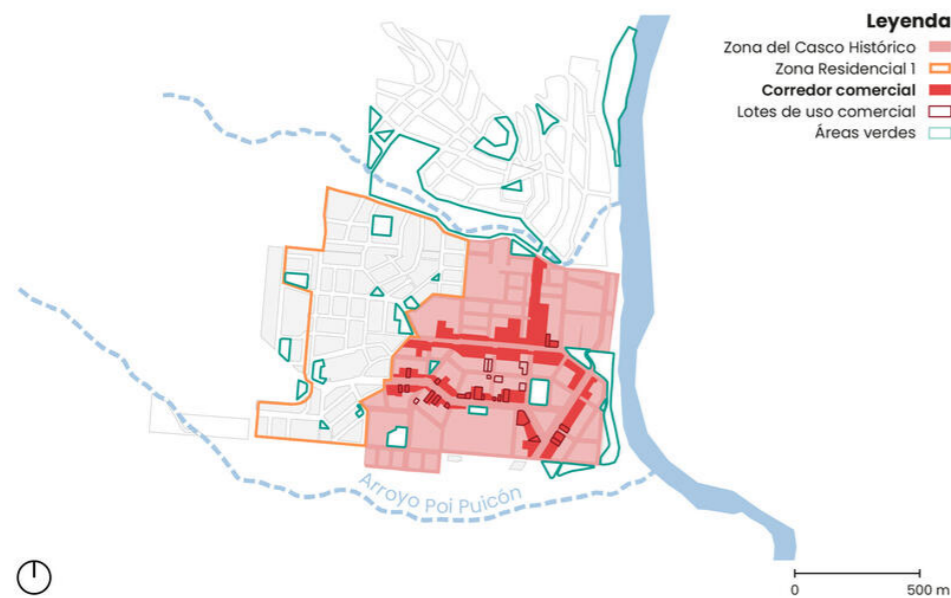 Leyenda
Zona del Casco Histórico
Zona Residencial 1
Corredor comercial
Lotes de uso comercial
Áreas verdes
Arroyo Poi Puicón
0 500 m